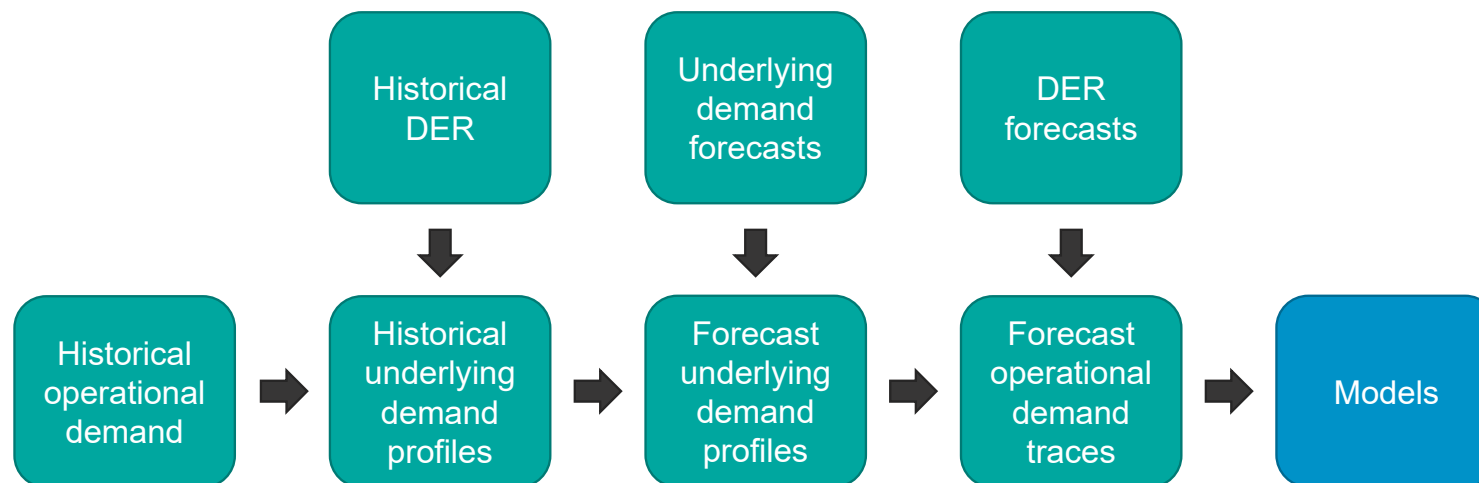 Historical
DER
Underlying
demand
forecasts
DER
forecasts
Historical
operational
demand
Historical
underlying
demand
profiles
Forecast
underlying
demand
profiles
Forecast
operational
demand
traces
Models